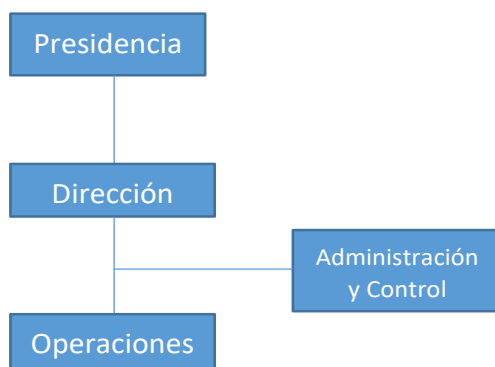 Presidencia
Dirección
Administración
y Control
Operaciones